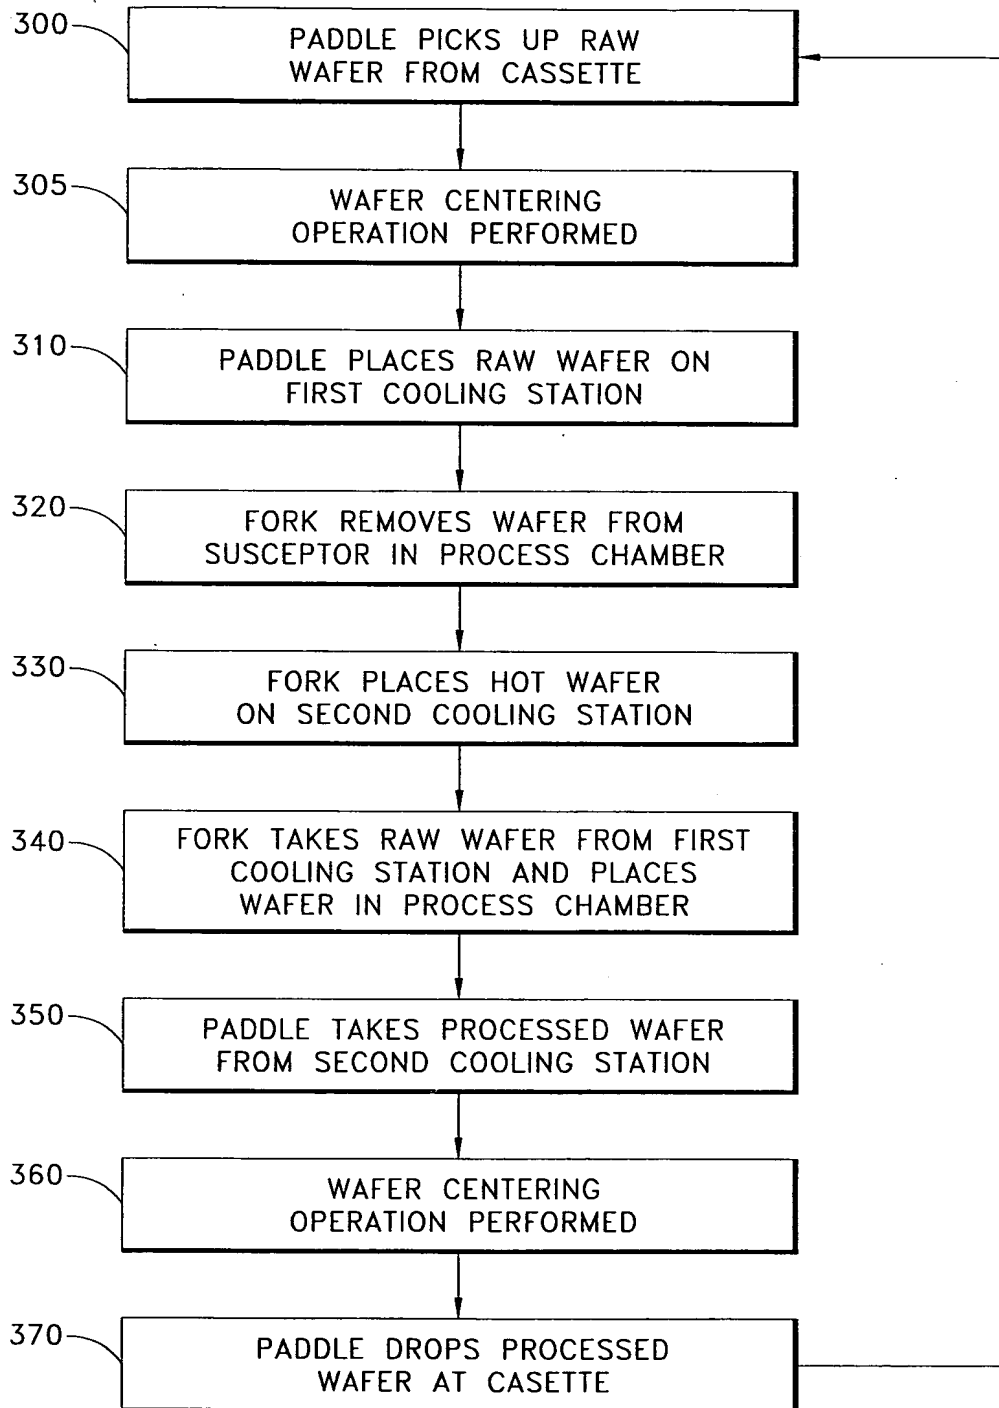 300
PADDLE PICKS UP RAW
WAFER FROM CASSETTE
305
WAFER CENTERING
OPERATION PERFORMED
310
PADDLE PLACES RAW WAFER ON
FIRST COOLING STATION
320
FORK REMOVES WAFER FROM
SUSCEPTOR IN PROCESS CHAMBER
330
FORK PLACES HOT WAFER
ON SECOND COOLING STATION
340
FORK TAKES RAW WAFER FROM FIRST
COOLING STATION AND PLACES
WAFER IN PROCESS CHAMBER
350
PADDLE TAKES PROCESSED WAFER
FROM SECOND COOLING STATION
360
WAFER CENTERING
OPERATION PERFORMED
370
PADDLE DROPS PROCESSED
WAFER AT CASETTE